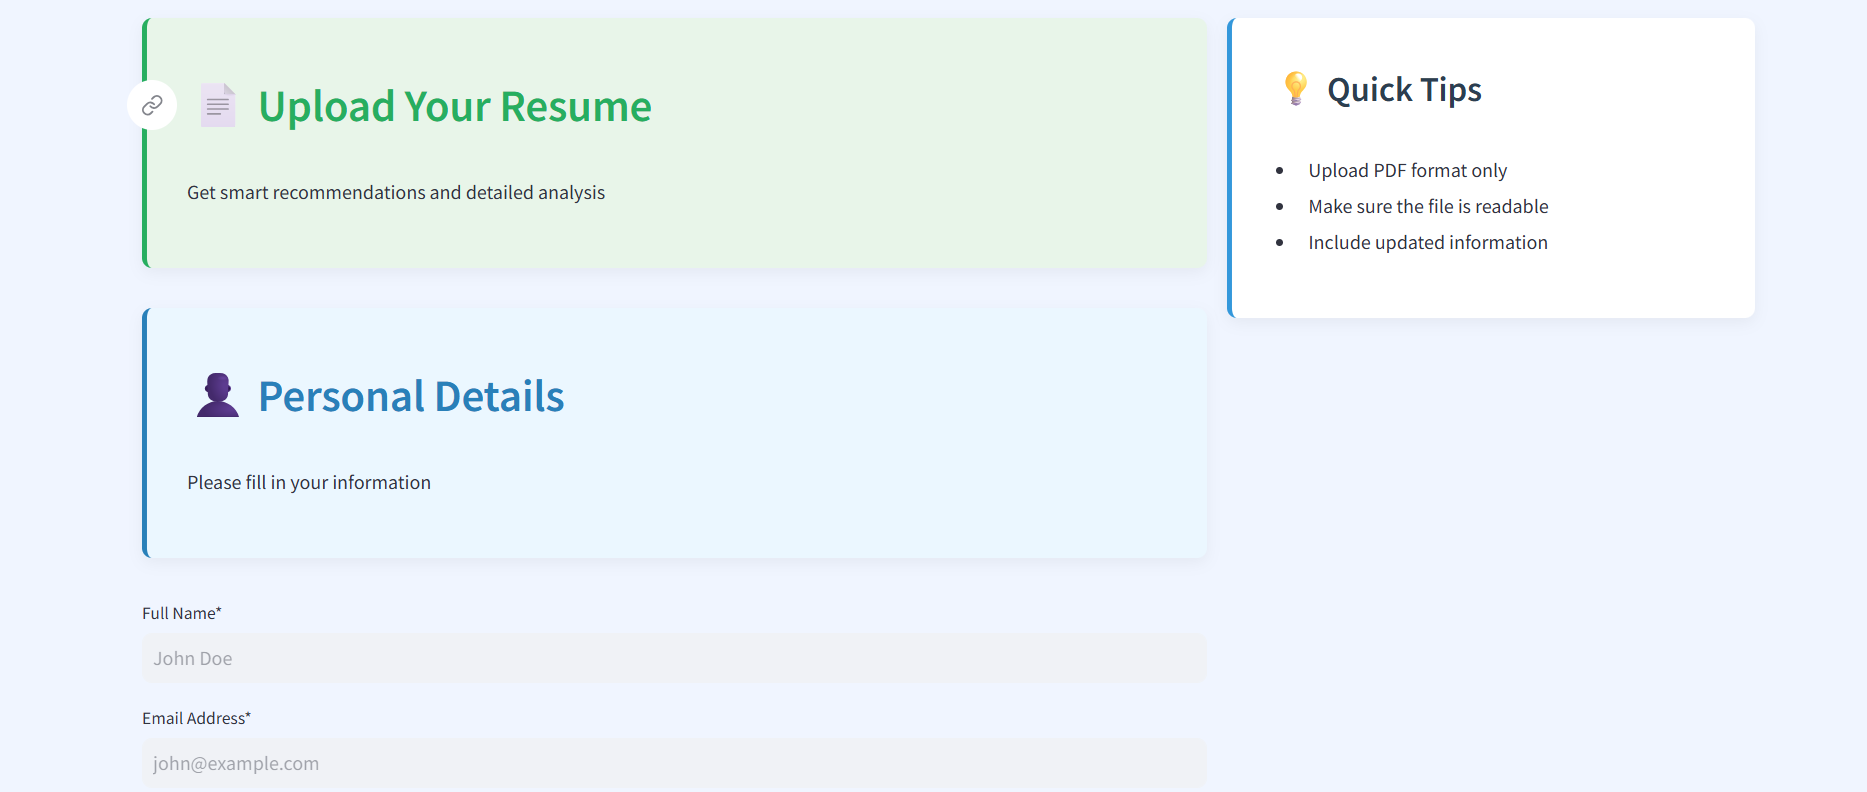 Upload Your Resume
Get smart recommendations and detailed analysis
Quick Tips
Upload PDF format only
Make sure the file is readable
Include updated information
Personal Details
Please fill in your information
Full Name*
John Doe
Email Address*
john@example.com